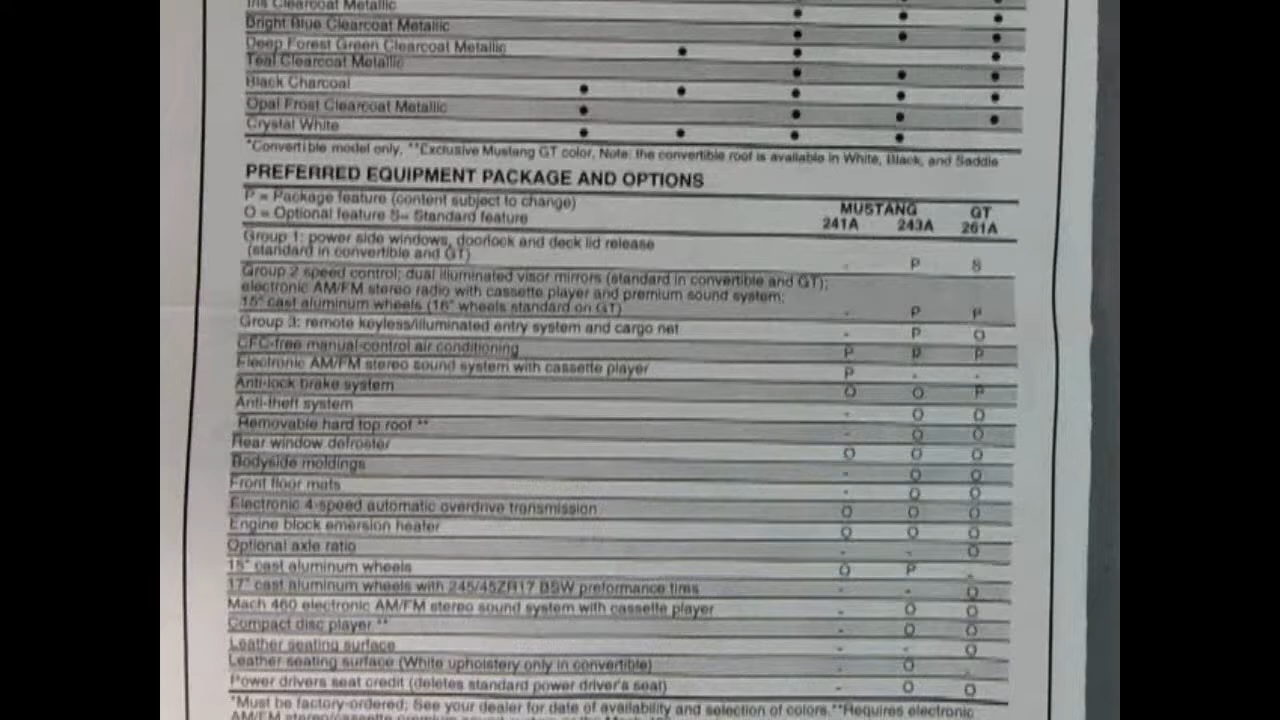 Iris Clearcoat Metallic • • •
Bright Blue Clearcoat Metallic • • •
Deep Forest Green Clearcoat Metallic • • •
Teal Clearcoat Metallic • • •
Black Charcoal • • • • •
Opal Frost Clearcoat Metallic • • • •
Crystal White • • • •
*Convertible model only. **Exclusive Mustang GT color. Note: the convertible roof is available in White, Black, and Saddle
PREFERRED EQUIPMENT PACKAGE AND OPTIONS
P = Package feature (content subject to change)
O = Optional feature S= Standard feature
MUSTANG GT
241A 243A 261A
Group 1: power side windows, doorlock and deck lid release
(standard in convertible and GT) - P S
Group 2 speed control; dual illuminated visor mirrors (standard in convertible and GT);
electronic AM/FM stereo radio with cassette player and premium sound system;
15" cast aluminum wheels (16" wheels standard on GT) - P P
Group 3: remote keyless/illuminated entry system and cargo net - P O
CFC-free manual-control air conditioning P P P
Electronic AM/FM stereo sound system with cassette player P - -
Anti-lock brake system O O P
Anti-theft system - O O
Removable hard top roof ** - O O
Rear window defroster O O O
Bodyside moldings - O O
Front floor mats - O O
Electronic 4-speed automatic overdrive transmission O O O
Engine block emersion heater O O O
Optional axle ratio - - O
15" cast aluminum wheels O P -
17" cast aluminum wheels with 245/45ZR17 BSW preformance tires - - O
Mach 460 electronic AM/FM stereo sound system with cassette player - O O
Compact disc player ** - O O
Leather seating surface - - O
Leather seating surface (White upholstery only in convertible) - O -
Power drivers seat credit (deletes standard power driver's seat) - O O
*Must be factory-ordered; See your dealer for date of availability and selection of colors. **Requires electronic
AM/FM stereo/cassette premium sound system